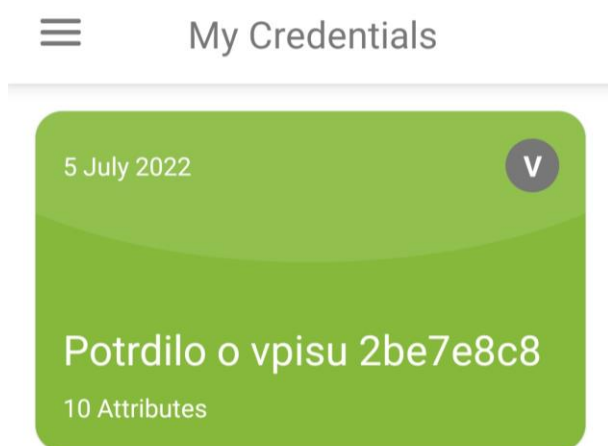 My Credentials
5 July 2022
V
Potrdilo o vpisu 2be7e8c8
10 Attributes